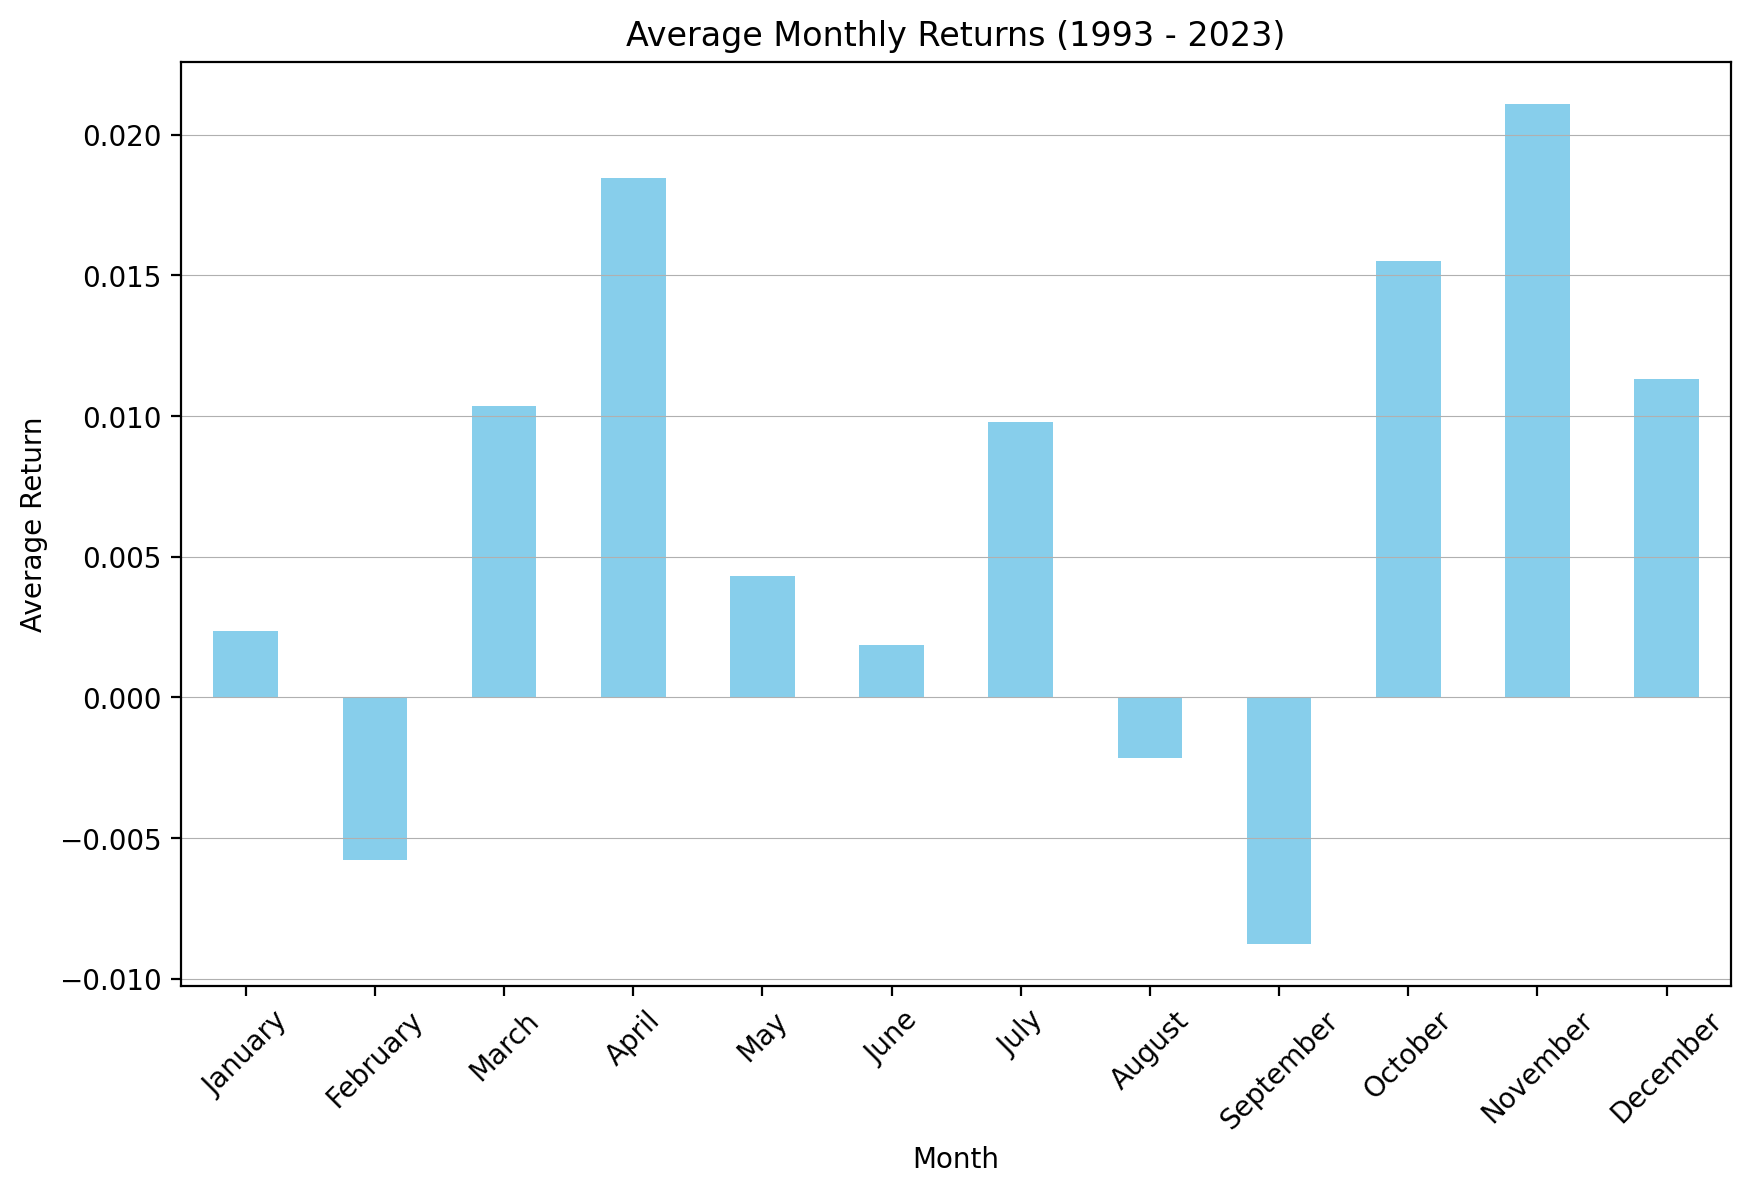 Average Monthly Returns (1993 - 2023)
Average Return
0.020
0.015
0.010
0.005
0.000
−0.005
−0.010
January
February
March
April
May
June
July
August
September
October
November
December
Month